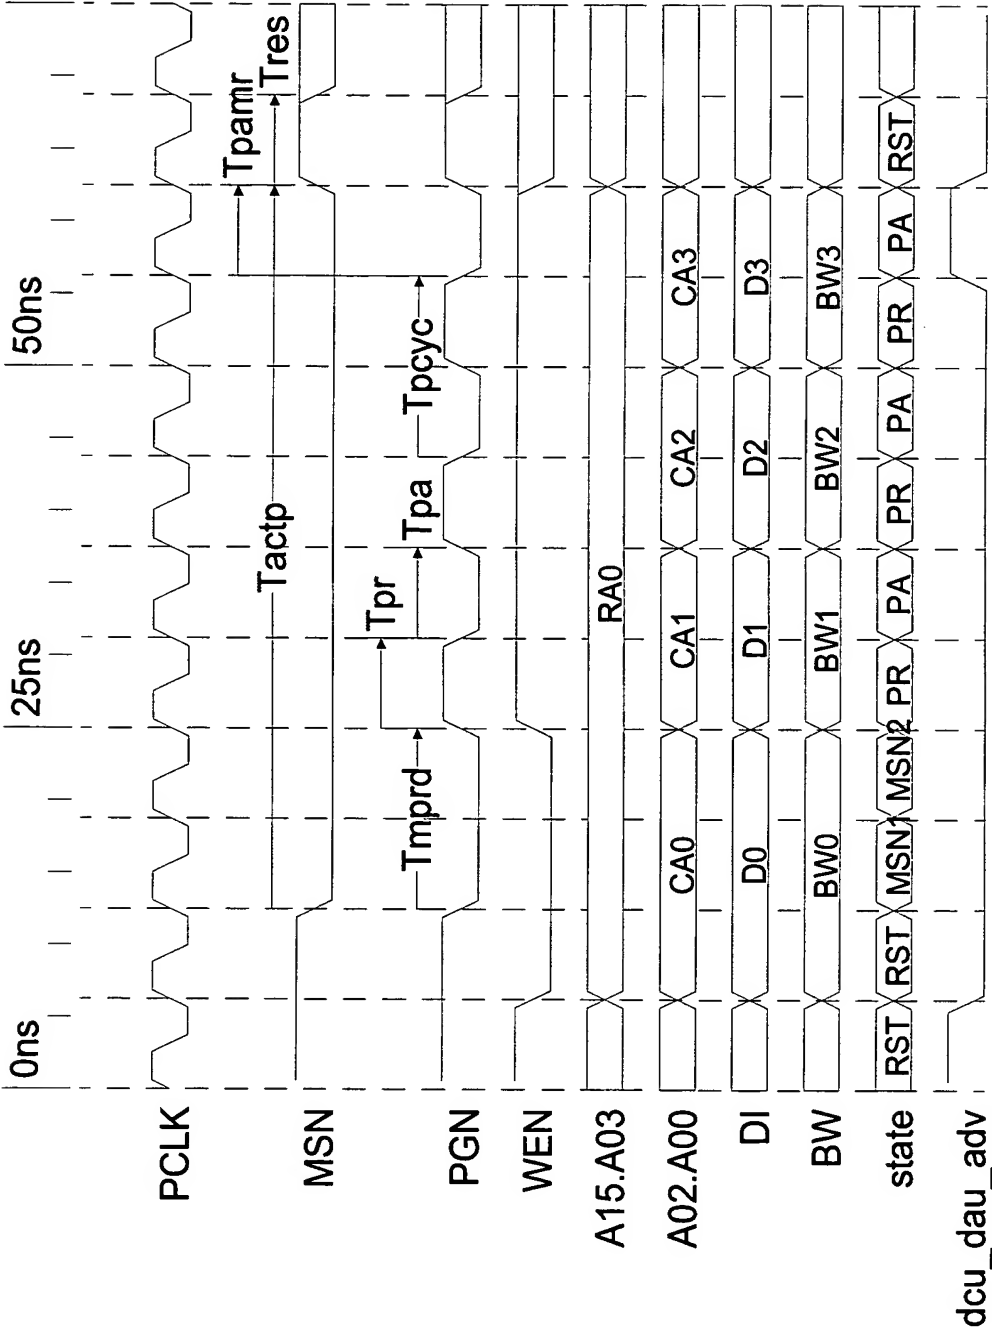 0ns 25ns 50ns
PCLK
Tpamr
MSN Tactp Tres
Tpr
PGN Tmprd Tpa Tpcyc
WEN
A15.A03 RA0
A02.A00 CA0 CA1 CA2 CA3
DI D0 D1 D2 D3
BW BW0 BW1 BW2 BW3
state RST RST MSN1 MSN2 PR PA PR PA PR PA RST
dcu_dau_adv